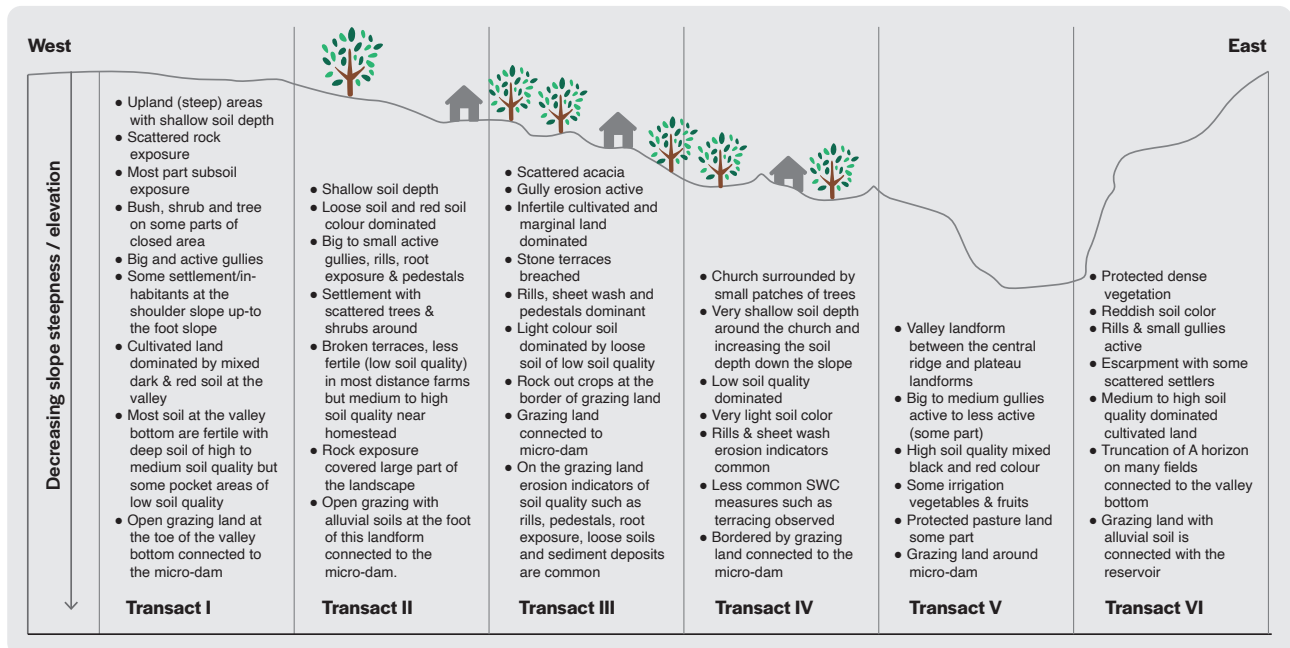 West
East
Decreasing slope steepness / elevation
● Upland (steep) areas
with shallow soil depth
● Scattered rock
exposure
● Most part subsoil
exposure
● Bush, shrub and tree
on some parts of
closed area
● Big and active gullies
● Some settlement/in-
habitants at the
shoulder slope up-to
the foot slope
● Cultivated land
dominated by mixed
dark & red soil at the
valley
● Most soil at the valley
bottom are fertile with
deep soil of high to
medium soil quality but
some pocket areas of
low soil quality
● Open grazing land at
the toe of the valley
bottom connected to
the micro-dam
Transact I
● Shallow soil depth
● Loose soil and red soil
colour dominated
● Big to small active
gullies, rills, root
exposure & pedestals
● Settlement with
scattered trees &
shrubs around
● Broken terraces, less
fertile (low soil quality)
in most distance farms
but medium to high
soil quality near
homestead
● Rock exposure
covered large part of
the landscape
● Open grazing with
alluvial soils at the foot
of this landform
connected to the
micro-dam.
Transact II
● Scattered acacia
● Gully erosion active
● Infertile cultivated and
marginal land
dominated
● Stone terraces
breached
● Rills, sheet wash and
pedestals dominant
● Light colour soil
dominated by loose
soil of low soil quality
● Rock out crops at the
border of grazing land
● Grazing land
connected to
micro-dam
● On the grazing land
erosion indicators of
soil quality such as
rills, pedestals, root
exposure, loose soils
and sediment deposits
are common
Transact III
● Church surrounded by
small patches of trees
● Very shallow soil depth
around the church and
increasing the soil
depth down the slope
● Low soil quality
dominated
● Very light soil color
● Rills & sheet wash
erosion indicators
common
● Less common SWC
measures such as
terracing observed
● Bordered by grazing
land connected to the
micro-dam
Transact IV
● Valley landform
between the central
ridge and plateau
landforms
● Big to medium gullies
active to less active
(some part)
● High soil quality mixed
black and red colour
● Some irrigation
vegetables & fruits
● Protected pasture land
some part
● Grazing land around
micro-dam
Transact V
● Protected dense
vegetation
● Reddish soil color
● Rills & small gullies
active
● Escarpment with some
scattered settlers
● Medium to high soil
quality dominated
cultivated land
● Truncation of A horizon
on many fields
connected to the valley
bottom
● Grazing land with
alluvial soil is
connected with the
reservoir
Transact VI